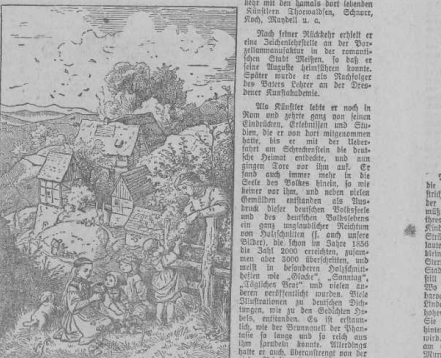 kehr mit den damals dort lebenden
Künstlern Thorwaldsen, Schnorr,
Koch, Maydell u. a.
Nach seiner Rückkehr erhielt er
eine Zeichenlehrstelle an der Por-
zellanmanufaktur in der romanti-
schen Stadt Meißen, so daß er
seine Auguste heimführen konnte.
Später wurde er als Nachfolger
des Vaters Lehrer an der Dres-
dener Kunstakademie.
Als Künstler lebte er noch in
Rom und zehrte ganz von seinen
Eindrücken, Erlebnissen und Stu-
dien, die er von dort mitgenommen
hatte, bis er mit der Ueber-
fahrt am Schreckenstein die deut-
sche Heimat entdeckte, und nun
gingen Tore vor ihm auf. Er
fand auch immer mehr in die
Seele des Volkes hinein, so wie
keiner vor ihm, und neben vielen
Gemälden entstanden als Aus-
druck dieser deutschen Volksseele
und des deutschen Volkslebens
ein ganz unglaublicher Reichtum
von Holzschnitten (s. auch unsere
Bilder), die schon im Jahre 1856
die Zahl 2000 erreichten, zusam-
men aber 3000 überschritten, und
meist in besonderen Holzschnitt-
heften wie „Glocke“, „Sonntag“,
„Tägliches Brot“ und vielen an-
deren veröffentlicht wurden. Viele
Illustrationen zu deutschen Dich-
tungen, wie zu den Gedichten He-
bels, entstanden. Es ist erstaun-
lich, wie der Brunnquell der Phan-
tasie so lange und so reich aus
ihm sprudeln konnte. Allerdings
hatte er auch, überanstrengt von der